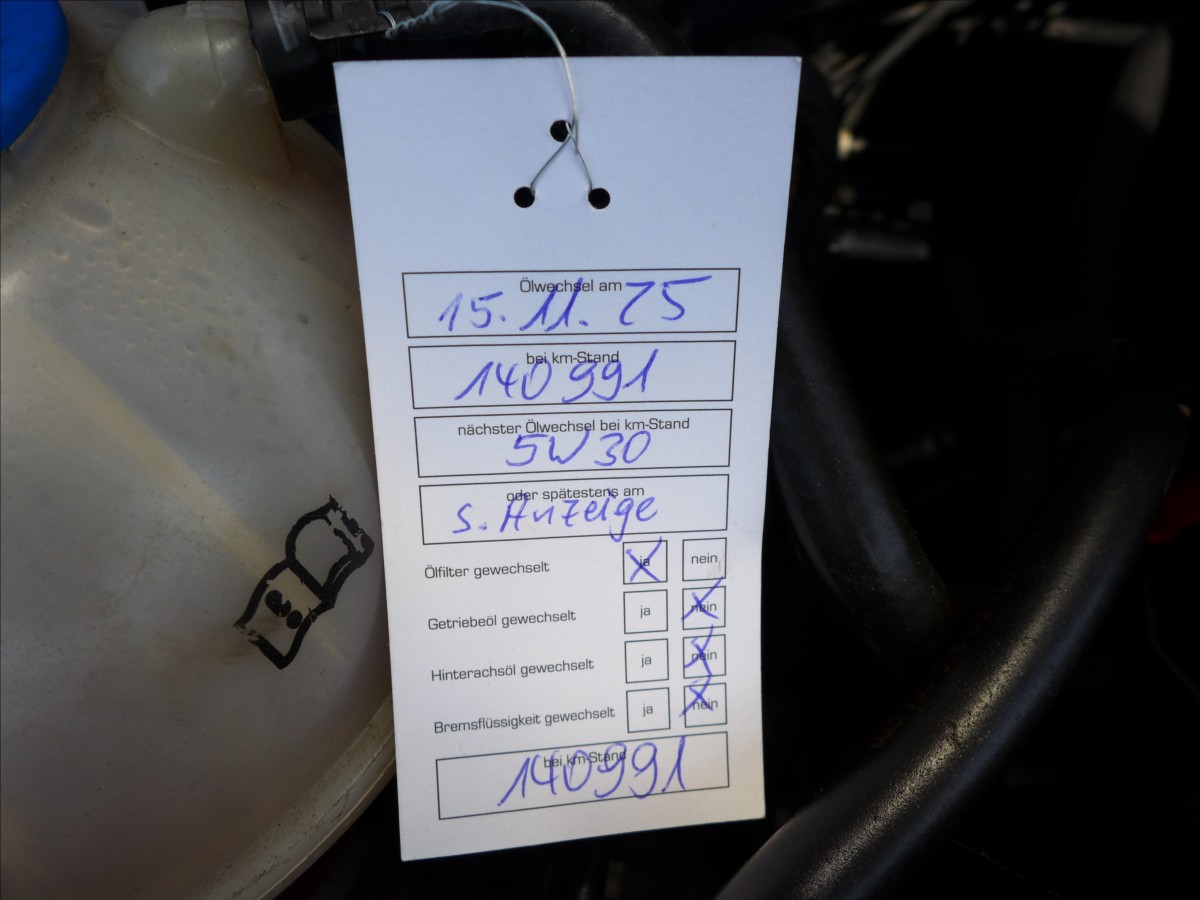 Ölwechsel am
15.11.25
bei km-Stand
140991
nächster Ölwechsel bei km-Stand
5W30
oder spätestens am
s. Anzeige
Ölfilter gewechselt ja nein
Getriebeöl gewechselt ja nein
Hinterachsöl gewechselt ja nein
Bremsflüssigkeit gewechselt ja nein
bei km-Stand
140991